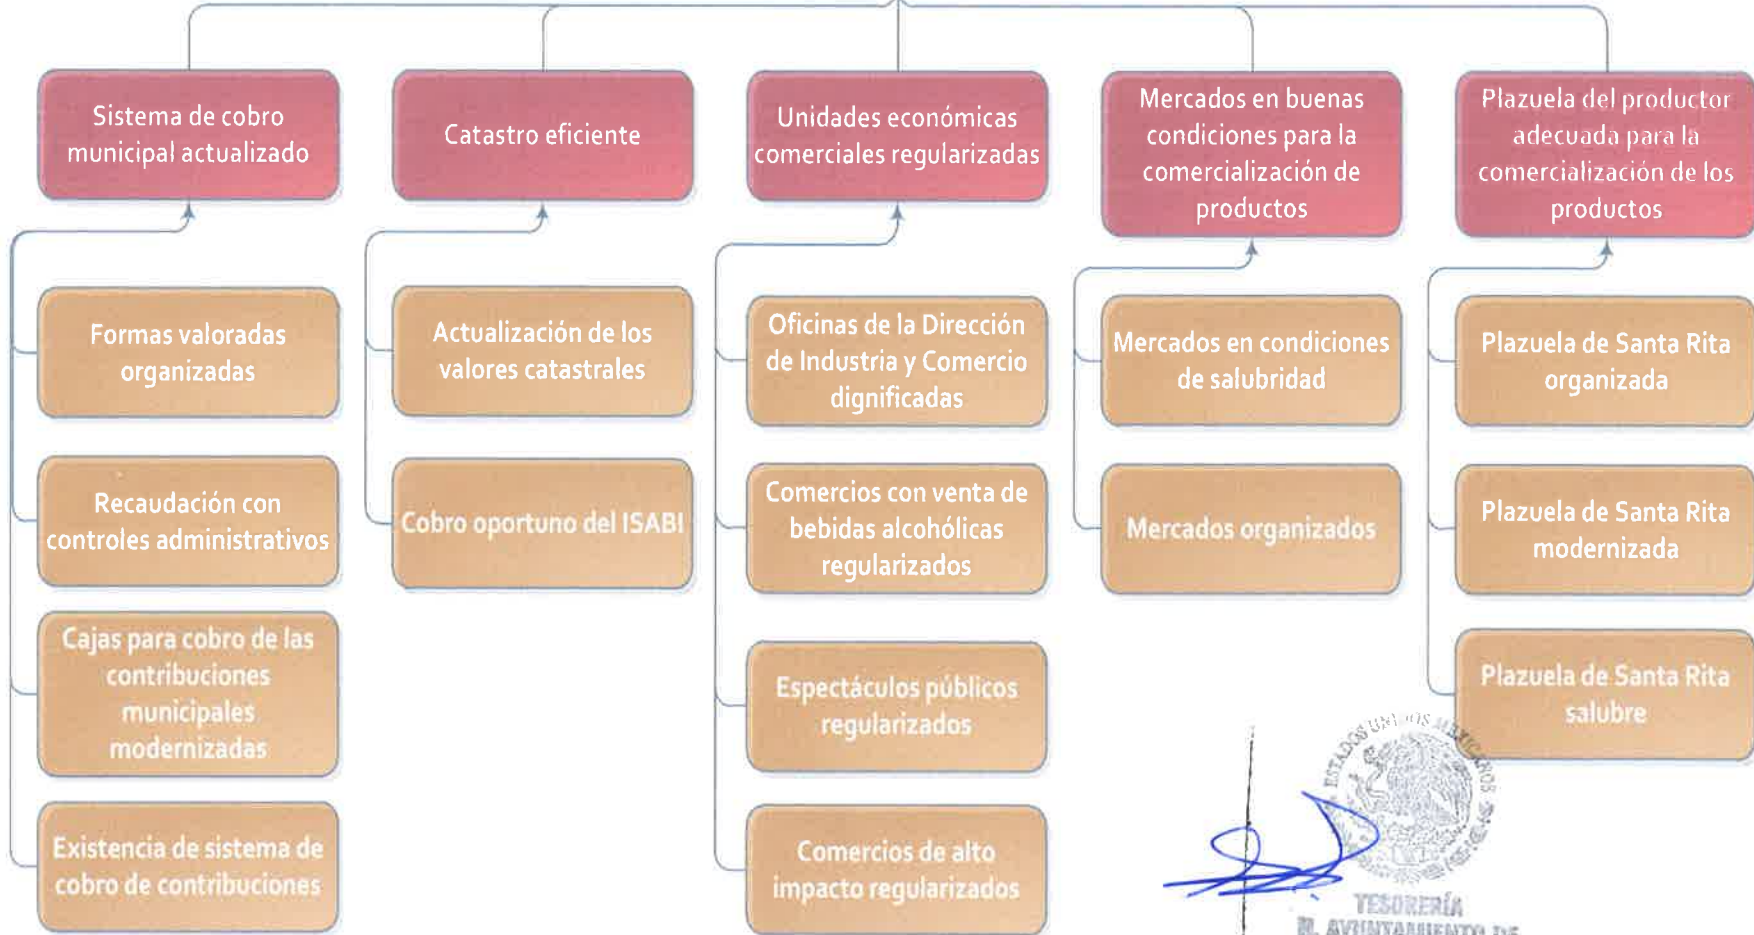 Sistema de cobro
municipal actualizado
Catastro eficiente
Unidades económicas
comerciales regularizadas
Mercados en buenas
condiciones para la
comercialización de
productos
Plazuela del productor
adecuada para la
comercialización de los
productos
Formas valoradas
organizadas
Recaudación con
controles administrativos
Cajas para cobro de las
contribuciones
municipales
modernizadas
Existencia de sistema de
cobro de contribuciones
Actualización de los
valores catastrales
Cobro oportuno del ISABI
Oficinas de la Dirección
de Industria y Comercio
dignificadas
Comercios con venta de
bebidas alcohólicas
regularizados
Espectáculos públicos
regularizados
Comercios de alto
impacto regularizados
Mercados en condiciones
de salubridad
Mercados organizados
Plazuela de Santa Rita
organizada
Plazuela de Santa Rita
modernizada
Plazuela de Santa Rita
salubre
ESTADOS UNIDOS MEXICANOS
TESORERÍA
H. AYUNTAMIENTO DE